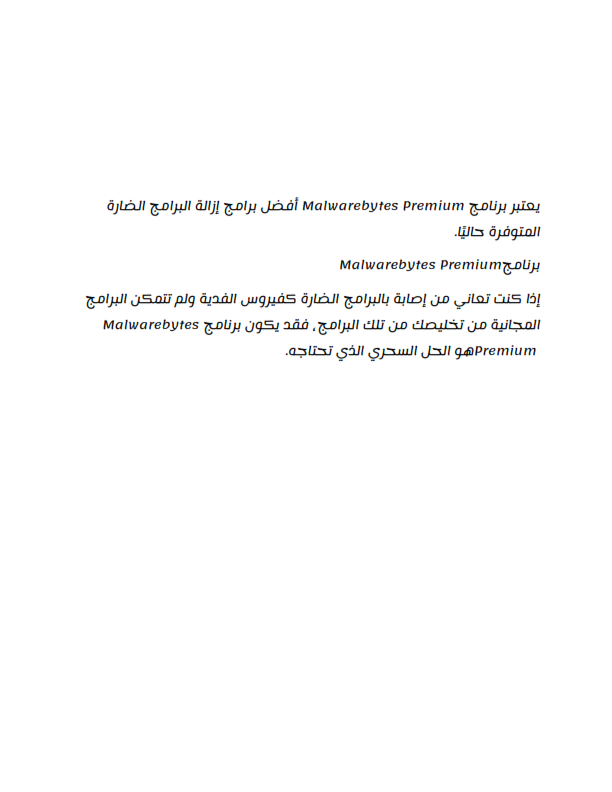 يعتبر برنامج Malwarebytes Premium أفضل برامج إزالة البرامج الضارة
المتوفرة حاليًا.
برنامجMalwarebytes Premium
إذا كنت تعاني من إصابة بالبرامج الضارة كفيروس الفدية ولم تتمكن البرامج
المجانية من تخليصك من تلك البرامج، فقد يكون برنامج Malwarebytes
Premiumهو الحل السحري الذي تحتاجه.